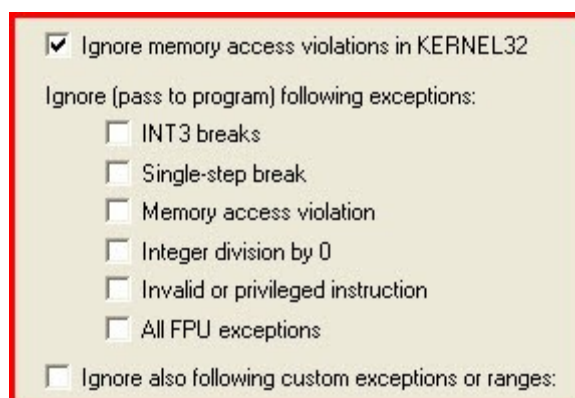 Ignore memory access violations in KERNEL32
Ignore (pass to program) following exceptions:
INT3 breaks
Single-step break
Memory access violation
Integer division by 0
Invalid or privileged instruction
All FPU exceptions
Ignore also following custom exceptions or ranges: